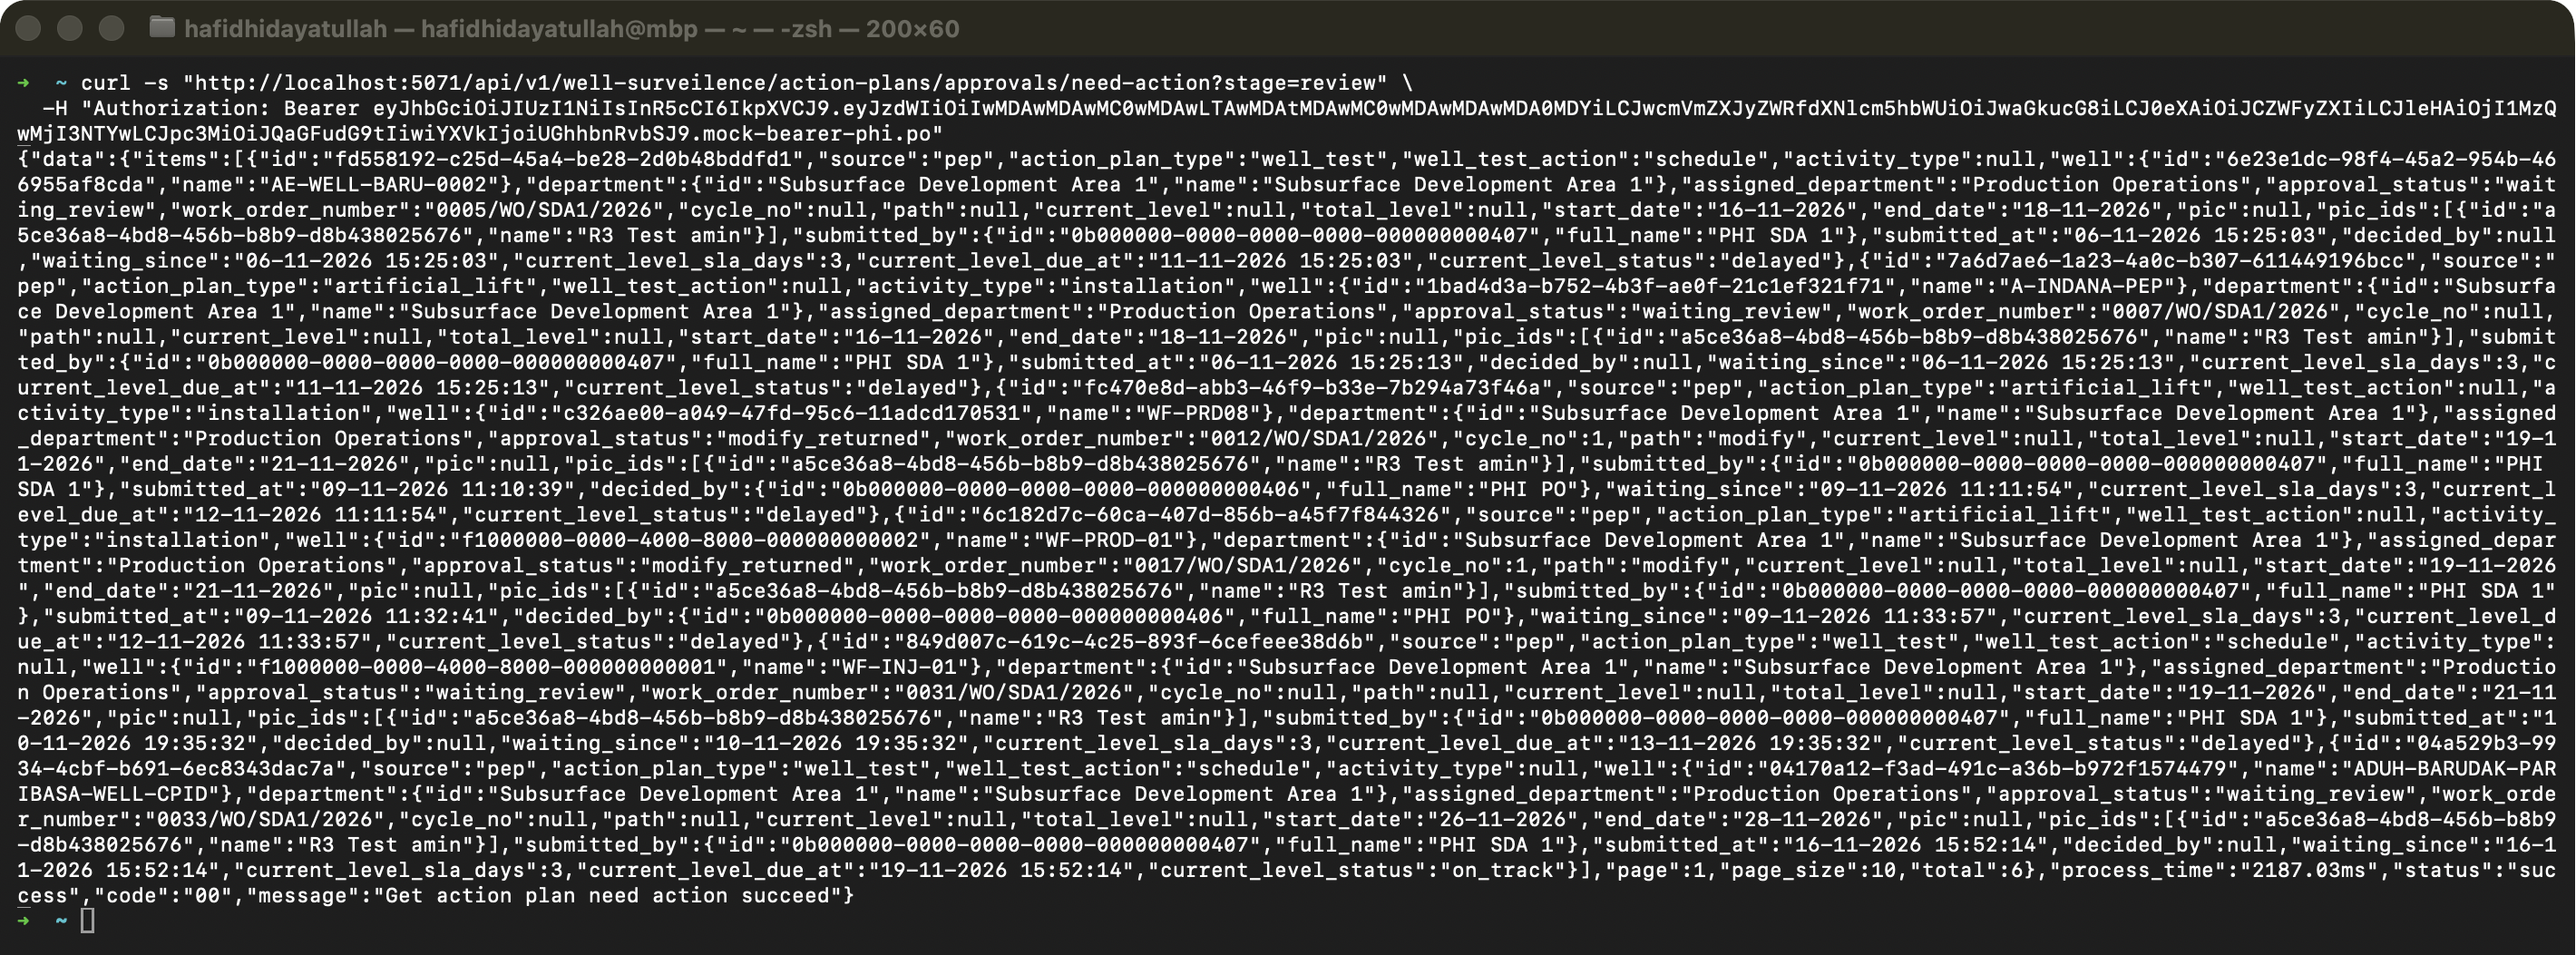 hafidhidayatullah — hafidhidayatullah@mbp — ~ — -zsh — 200×60
➜  ~ curl -s "http://localhost:5071/api/v1/well-surveilence/action-plans/approvals/need-action?stage=review" \
  -H "Authorization: Bearer eyJhbGciOiJIUzI1NiIsInR5cCI6IkpXVCJ9.eyJzdWIiOiIwMDAwMDAwMC0wMDAwLTAwMDAtMDAwMC0wMDAwMDAwMDA0MDYiLCJwcmVmZXJyZWRfdXNlcm5hbWUiOiJwaGkucG8iLCJ0eXAiOiJCZWFyZXIiLCJleHAiOjI1MzQ
wMjI3NTYwLCJpc3MiOiJQaGFudG9tIiwiYXVkIjoiUGhhbnRvbSJ9.mock-bearer-phi.po"
{"data":{"items":[{"id":"fd558192-c25d-45a4-be28-2d0b48bddfd1","source":"pep","action_plan_type":"well_test","well_test_action":"schedule","activity_type":null,"well":{"id":"6e23e1dc-98f4-45a2-954b-46
6955af8cda","name":"AE-WELL-BARU-0002"},"department":{"id":"Subsurface Development Area 1","name":"Subsurface Development Area 1"},"assigned_department":"Production Operations","approval_status":"wait
ing_review","work_order_number":"0005/WO/SDA1/2026","cycle_no":null,"path":null,"current_level":null,"total_level":null,"start_date":"16-11-2026","end_date":"18-11-2026","pic":null,"pic_ids":[{"id":"a
5ce36a8-4bd8-456b-b8b9-d8b438025676","name":"R3 Test amin"}],"submitted_by":{"id":"0b000000-0000-0000-0000-000000000407","full_name":"PHI SDA 1"},"submitted_at":"06-11-2026 15:25:03","decided_by":null
,"waiting_since":"06-11-2026 15:25:03","current_level_sla_days":3,"current_level_due_at":"11-11-2026 15:25:03","current_level_status":"delayed"},{"id":"7a6d7ae6-1a23-4a0c-b307-611449196bcc","source":"
pep","action_plan_type":"artificial_lift","well_test_action":null,"activity_type":"installation","well":{"id":"1bad4d3a-b752-4b3f-ae0f-21c1ef321f71","name":"A-INDANA-PEP"},"department":{"id":"Subsurfa
ce Development Area 1","name":"Subsurface Development Area 1"},"assigned_department":"Production Operations","approval_status":"waiting_review","work_order_number":"0007/WO/SDA1/2026","cycle_no":null,
"path":null,"current_level":null,"total_level":null,"start_date":"16-11-2026","end_date":"18-11-2026","pic":null,"pic_ids":[{"id":"a5ce36a8-4bd8-456b-b8b9-d8b438025676","name":"R3 Test amin"}],"submit
ted_by":{"id":"0b000000-0000-0000-0000-000000000407","full_name":"PHI SDA 1"},"submitted_at":"06-11-2026 15:25:13","decided_by":null,"waiting_since":"06-11-2026 15:25:13","current_level_sla_days":3,"c
urrent_level_due_at":"11-11-2026 15:25:13","current_level_status":"delayed"},{"id":"fc470e8d-abb3-46f9-b33e-7b294a73f46a","source":"pep","action_plan_type":"artificial_lift","well_test_action":null,"a
ctivity_type":"installation","well":{"id":"c326ae00-a049-47fd-95c6-11adcd170531","name":"WF-PRD08"},"department":{"id":"Subsurface Development Area 1","name":"Subsurface Development Area 1"},"assigned
_department":"Production Operations","approval_status":"modify_returned","work_order_number":"0012/WO/SDA1/2026","cycle_no":1,"path":"modify","current_level":null,"total_level":null,"start_date":"19-1
1-2026","end_date":"21-11-2026","pic":null,"pic_ids":[{"id":"a5ce36a8-4bd8-456b-b8b9-d8b438025676","name":"R3 Test amin"}],"submitted_by":{"id":"0b000000-0000-0000-0000-000000000407","full_name":"PHI 
SDA 1"},"submitted_at":"09-11-2026 11:10:39","decided_by":{"id":"0b000000-0000-0000-0000-000000000406","full_name":"PHI PO"},"waiting_since":"09-11-2026 11:11:54","current_level_sla_days":3,"current_l
evel_due_at":"12-11-2026 11:11:54","current_level_status":"delayed"},{"id":"6c182d7c-60ca-407d-856b-a45f7f844326","source":"pep","action_plan_type":"artificial_lift","well_test_action":null,"activity_
type":"installation","well":{"id":"f1000000-0000-4000-8000-000000000002","name":"WF-PROD-01"},"department":{"id":"Subsurface Development Area 1","name":"Subsurface Development Area 1"},"assigned_depar
tment":"Production Operations","approval_status":"modify_returned","work_order_number":"0017/WO/SDA1/2026","cycle_no":1,"path":"modify","current_level":null,"total_level":null,"start_date":"19-11-2026
","end_date":"21-11-2026","pic":null,"pic_ids":[{"id":"a5ce36a8-4bd8-456b-b8b9-d8b438025676","name":"R3 Test amin"}],"submitted_by":{"id":"0b000000-0000-0000-0000-000000000407","full_name":"PHI SDA 1"
},"submitted_at":"09-11-2026 11:32:41","decided_by":{"id":"0b000000-0000-0000-0000-000000000406","full_name":"PHI PO"},"waiting_since":"09-11-2026 11:33:57","current_level_sla_days":3,"current_level_d
ue_at":"12-11-2026 11:33:57","current_level_status":"delayed"},{"id":"849d007c-619c-4c25-893f-6cefeee38d6b","source":"pep","action_plan_type":"well_test","well_test_action":"schedule","activity_type":
null,"well":{"id":"f1000000-0000-4000-8000-000000000001","name":"WF-INJ-01"},"department":{"id":"Subsurface Development Area 1","name":"Subsurface Development Area 1"},"assigned_department":"Productio
n Operations","approval_status":"waiting_review","work_order_number":"0031/WO/SDA1/2026","cycle_no":null,"path":null,"current_level":null,"total_level":null,"start_date":"19-11-2026","end_date":"21-11
-2026","pic":null,"pic_ids":[{"id":"a5ce36a8-4bd8-456b-b8b9-d8b438025676","name":"R3 Test amin"}],"submitted_by":{"id":"0b000000-0000-0000-0000-000000000407","full_name":"PHI SDA 1"},"submitted_at":"1
0-11-2026 19:35:32","decided_by":null,"waiting_since":"10-11-2026 19:35:32","current_level_sla_days":3,"current_level_due_at":"13-11-2026 19:35:32","current_level_status":"delayed"},{"id":"04a529b3-99
34-4cbf-b691-6ec8343dac7a","source":"pep","action_plan_type":"well_test","well_test_action":"schedule","activity_type":null,"well":{"id":"04170a12-f3ad-491c-a36b-b972f1574479","name":"ADUH-BARUDAK-PAR
IBASA-WELL-CPID"},"department":{"id":"Subsurface Development Area 1","name":"Subsurface Development Area 1"},"assigned_department":"Production Operations","approval_status":"waiting_review","work_orde
r_number":"0033/WO/SDA1/2026","cycle_no":null,"path":null,"current_level":null,"total_level":null,"start_date":"26-11-2026","end_date":"28-11-2026","pic":null,"pic_ids":[{"id":"a5ce36a8-4bd8-456b-b8b9
-d8b438025676","name":"R3 Test amin"}],"submitted_by":{"id":"0b000000-0000-0000-0000-000000000407","full_name":"PHI SDA 1"},"submitted_at":"16-11-2026 15:52:14","decided_by":null,"waiting_since":"16-1
1-2026 15:52:14","current_level_sla_days":3,"current_level_due_at":"19-11-2026 15:52:14","current_level_status":"on_track"}],"page":1,"page_size":10,"total":6},"process_time":"2187.03ms","status":"suc
cess","code":"00","message":"Get action plan need action succeed"}
➜  ~